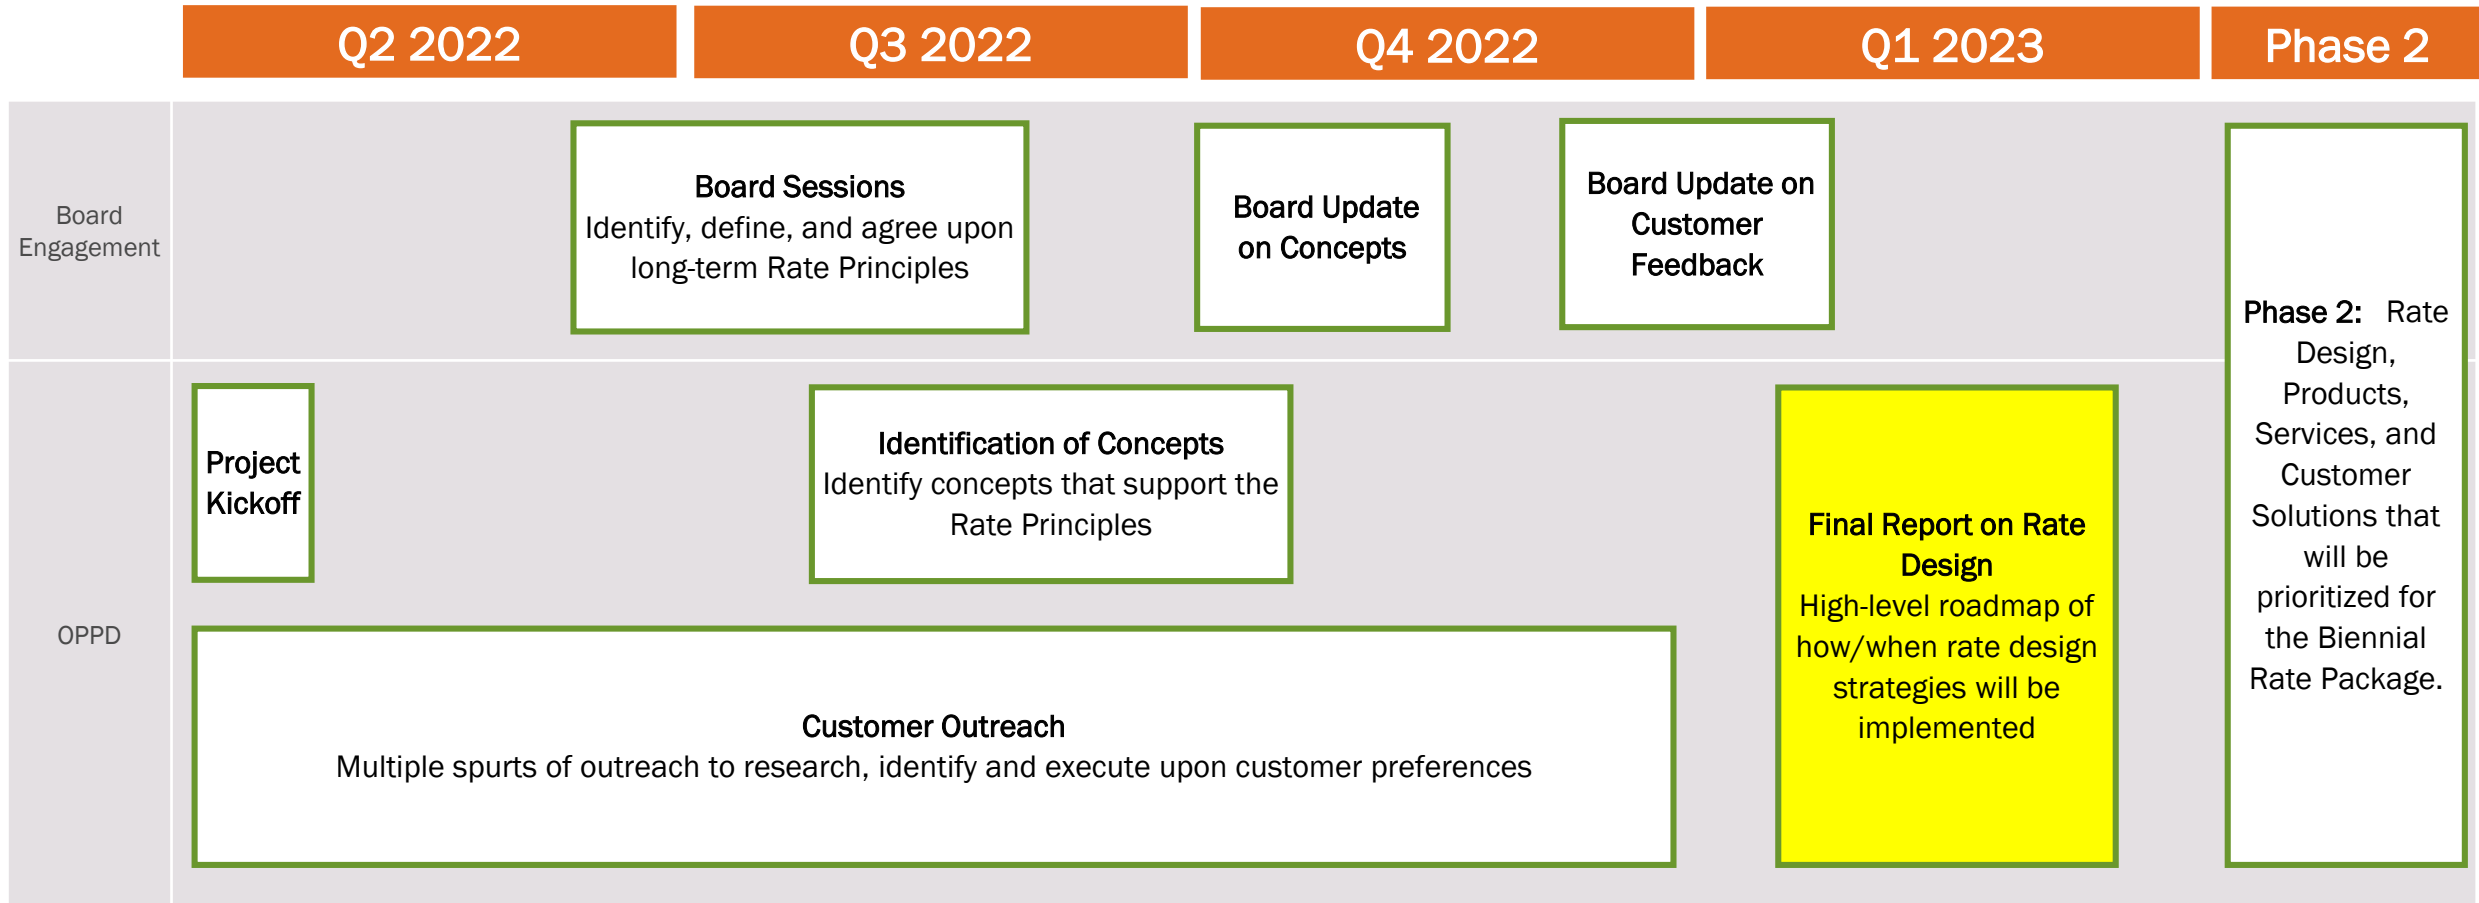 Q2 2022
Q3 2022
Q4 2022
Q1 2023
Phase 2
Board
Engagement
Board Sessions
Identify, define, and agree upon
long-term Rate Principles
Board Update
on Concepts
Board Update on
Customer
Feedback
Phase 2: Rate
Design,
Products,
Services, and
Customer
Solutions that
will be
prioritized for
the Biennial
Rate Package.
OPPD
Project
Kickoff
Identification of Concepts
Identify concepts that support the
Rate Principles
Final Report on Rate
Design
High-level roadmap of
how/when rate design
strategies will be
implemented
Customer Outreach
Multiple spurts of outreach to research, identify and execute upon customer preferences